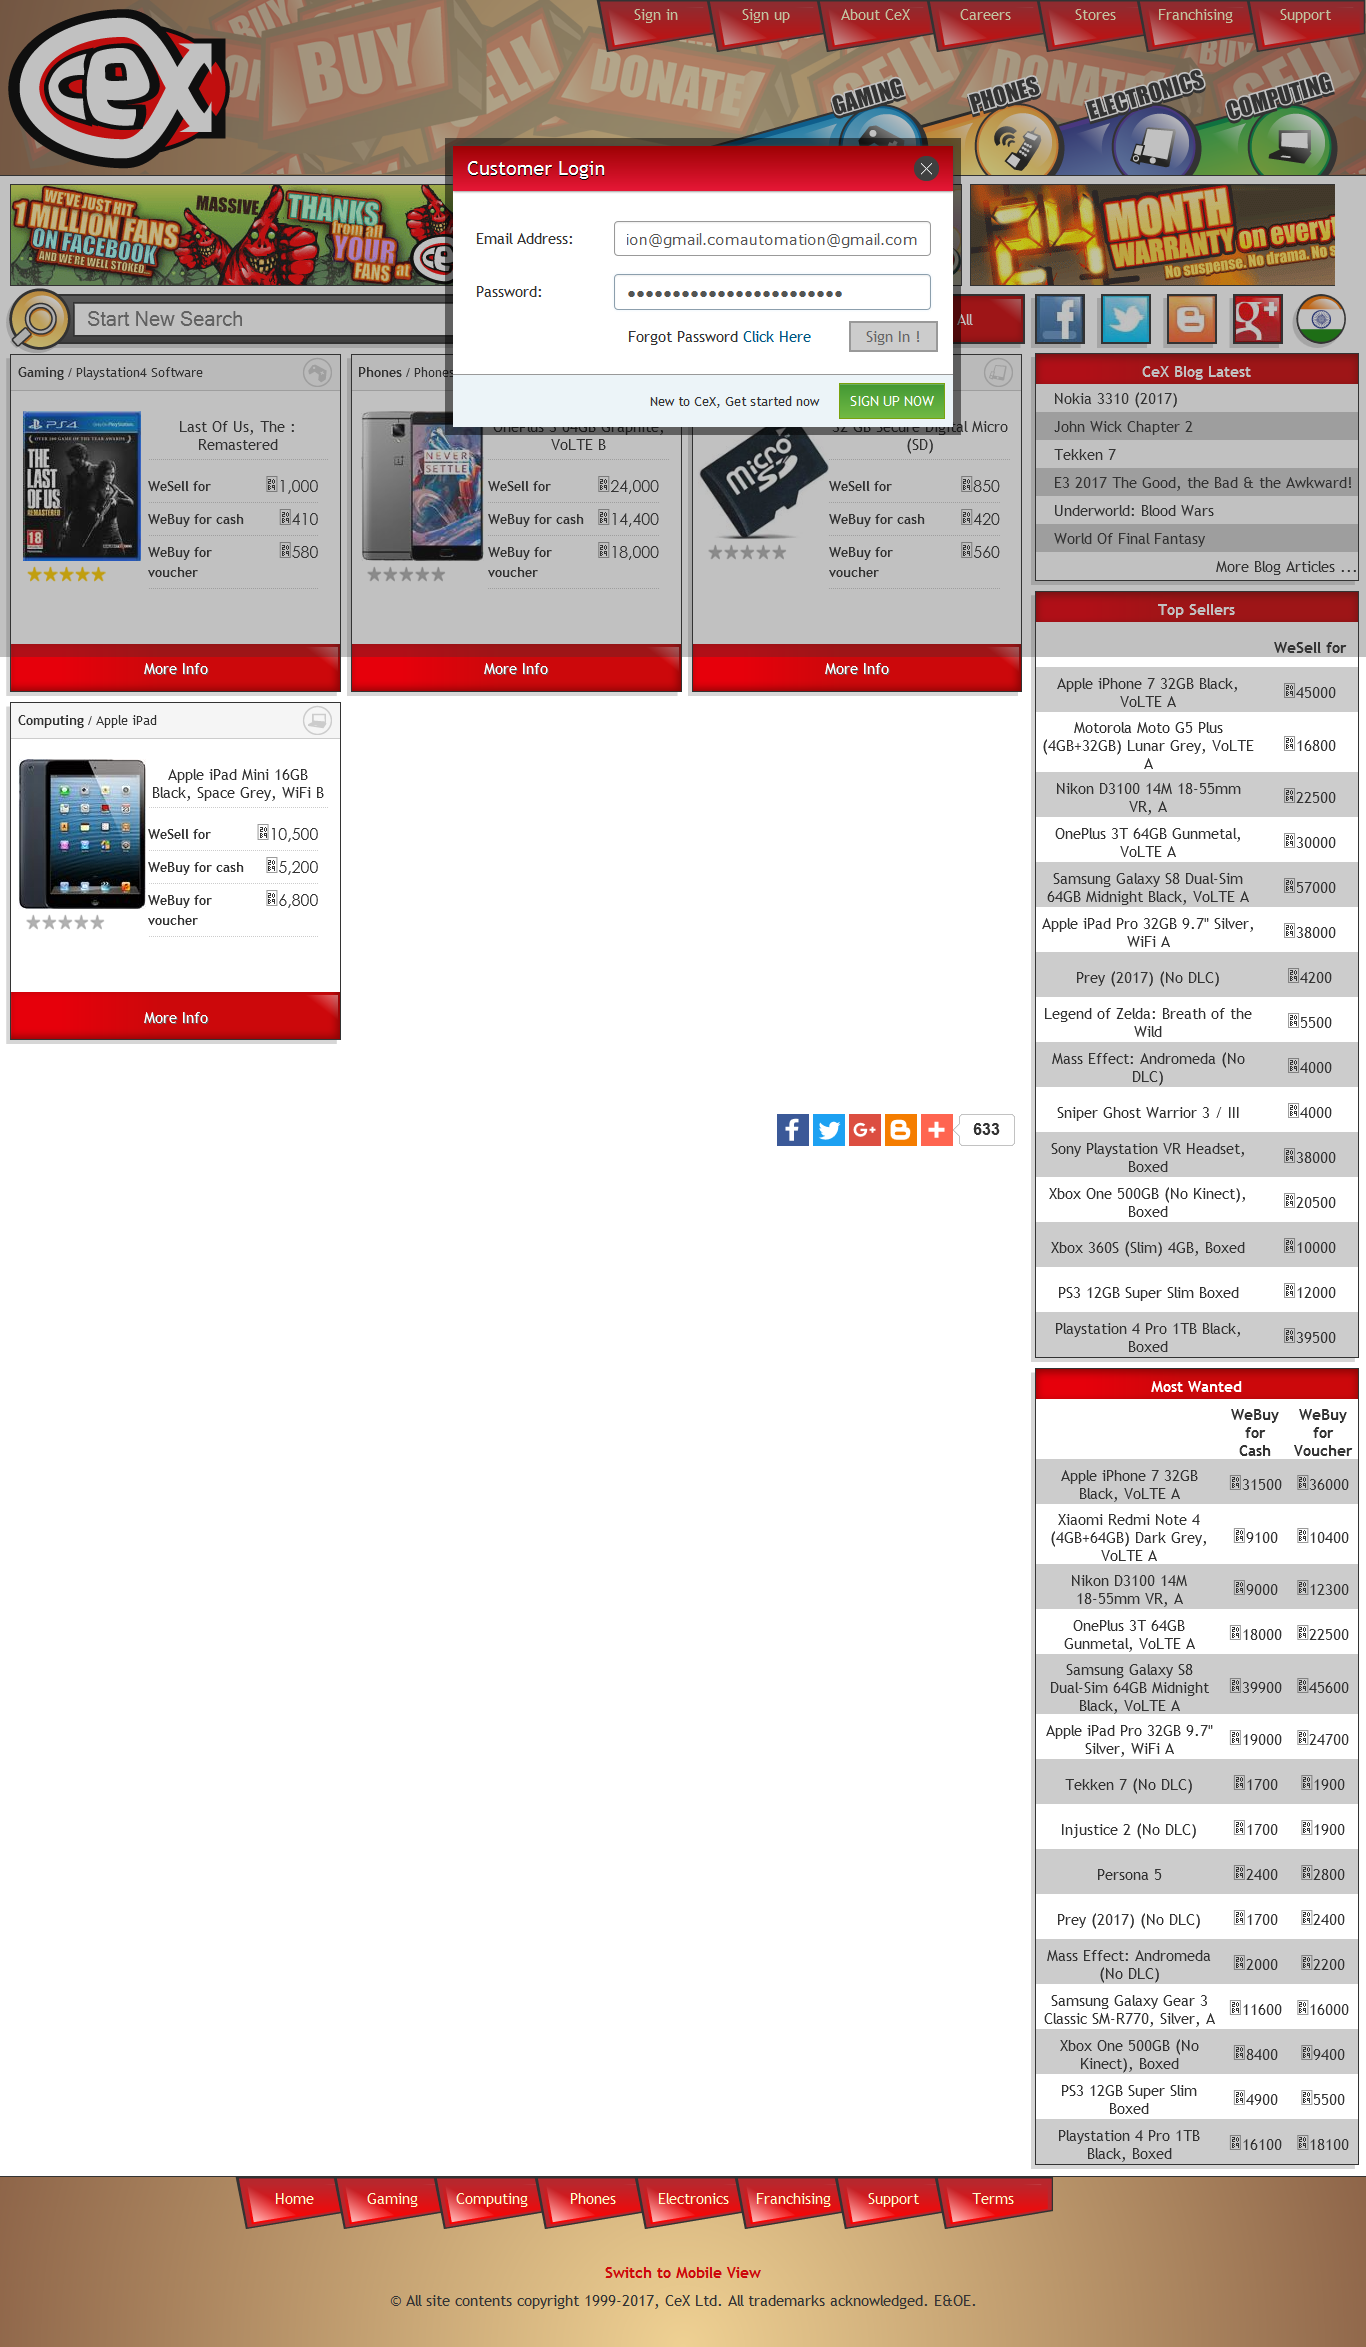 Sign in
Sign up
About CeX
Careers
Stores
Franchising
Support
CeX
BUY
SELL
DONATE
SELL
DONATE
BUY
SELL
GAMING
PHONES
ELECTRONICS
COMPUTING
Customer Login
Email Address:
ion@gmail.comautomation@gmail.com
Password:
Forgot Password Click Here
Sign In !
New to CeX, Get started now
SIGN UP NOW
WE'VE JUST HIT
1 MILLION FANS
ON FACEBOOK
AND WE'RE WELL STOKED...
MASSIVE
THANKS
from all
of us to all
YOUR
FANS at
MONTH
WARRANTY on every
No suspense. No drama. No s
Start New Search
All
Gaming / Playstation4 Software
Last Of Us, The :
Remastered
WeSell for
1,000
WeBuy for cash
410
WeBuy for
voucher
580
PS4
THE
LAST
OF US
REMASTERED
18
More Info
Phones / Phones
OnePlus 3 64GB Graphite,
VoLTE B
NEVER
SETTLE
WeSell for
24,000
WeBuy for cash
14,400
WeBuy for
voucher
18,000
More Info
32 GB Secure Digital Micro
(SD)
micro
WeSell for
850
WeBuy for cash
420
WeBuy for
voucher
560
More Info
Computing / Apple iPad
Apple iPad Mini 16GB
Black, Space Grey, WiFi B
WeSell for
10,500
WeBuy for cash
5,200
WeBuy for
voucher
6,800
More Info
633
CeX Blog Latest
Nokia 3310 (2017)
John Wick Chapter 2
Tekken 7
E3 2017 The Good, the Bad & the Awkward!
Underworld: Blood Wars
World Of Final Fantasy
More Blog Articles ...
Top Sellers
WeSell for
Apple iPhone 7 32GB Black,
VoLTE A
45000
Motorola Moto G5 Plus
(4GB+32GB) Lunar Grey, VoLTE
A
16800
Nikon D3100 14M 18-55mm
VR, A
22500
OnePlus 3T 64GB Gunmetal,
VoLTE A
30000
Samsung Galaxy S8 Dual-Sim
64GB Midnight Black, VoLTE A
57000
Apple iPad Pro 32GB 9.7" Silver,
WiFi A
38000
Prey (2017) (No DLC)
4200
Legend of Zelda: Breath of the
Wild
5500
Mass Effect: Andromeda (No
DLC)
4000
Sniper Ghost Warrior 3 / III
4000
Sony Playstation VR Headset,
Boxed
38000
Xbox One 500GB (No Kinect),
Boxed
20500
Xbox 360S (Slim) 4GB, Boxed
10000
PS3 12GB Super Slim Boxed
12000
Playstation 4 Pro 1TB Black,
Boxed
39500
Most Wanted
WeBuy
for
Cash
WeBuy
for
Voucher
Apple iPhone 7 32GB
Black, VoLTE A
31500 36000
Xiaomi Redmi Note 4
(4GB+64GB) Dark Grey,
VoLTE A
9100 10400
Nikon D3100 14M
18-55mm VR, A
9000 12300
OnePlus 3T 64GB
Gunmetal, VoLTE A
18000 22500
Samsung Galaxy S8
Dual-Sim 64GB Midnight
Black, VoLTE A
39900 45600
Apple iPad Pro 32GB 9.7"
Silver, WiFi A
19000 24700
Tekken 7 (No DLC)
1700 1900
Injustice 2 (No DLC)
1700 1900
Persona 5
2400 2800
Prey (2017) (No DLC)
1700 2400
Mass Effect: Andromeda
(No DLC)
2000 2200
Samsung Galaxy Gear 3
Classic SM-R770, Silver, A
11600 16000
Xbox One 500GB (No
Kinect), Boxed
8400 9400
PS3 12GB Super Slim
Boxed
4900 5500
Playstation 4 Pro 1TB
Black, Boxed
16100 18100
Home
Gaming
Computing
Phones
Electronics
Franchising
Support
Terms
Switch to Mobile View
© All site contents copyright 1999-2017, CeX Ltd. All trademarks acknowledged. E&OE.